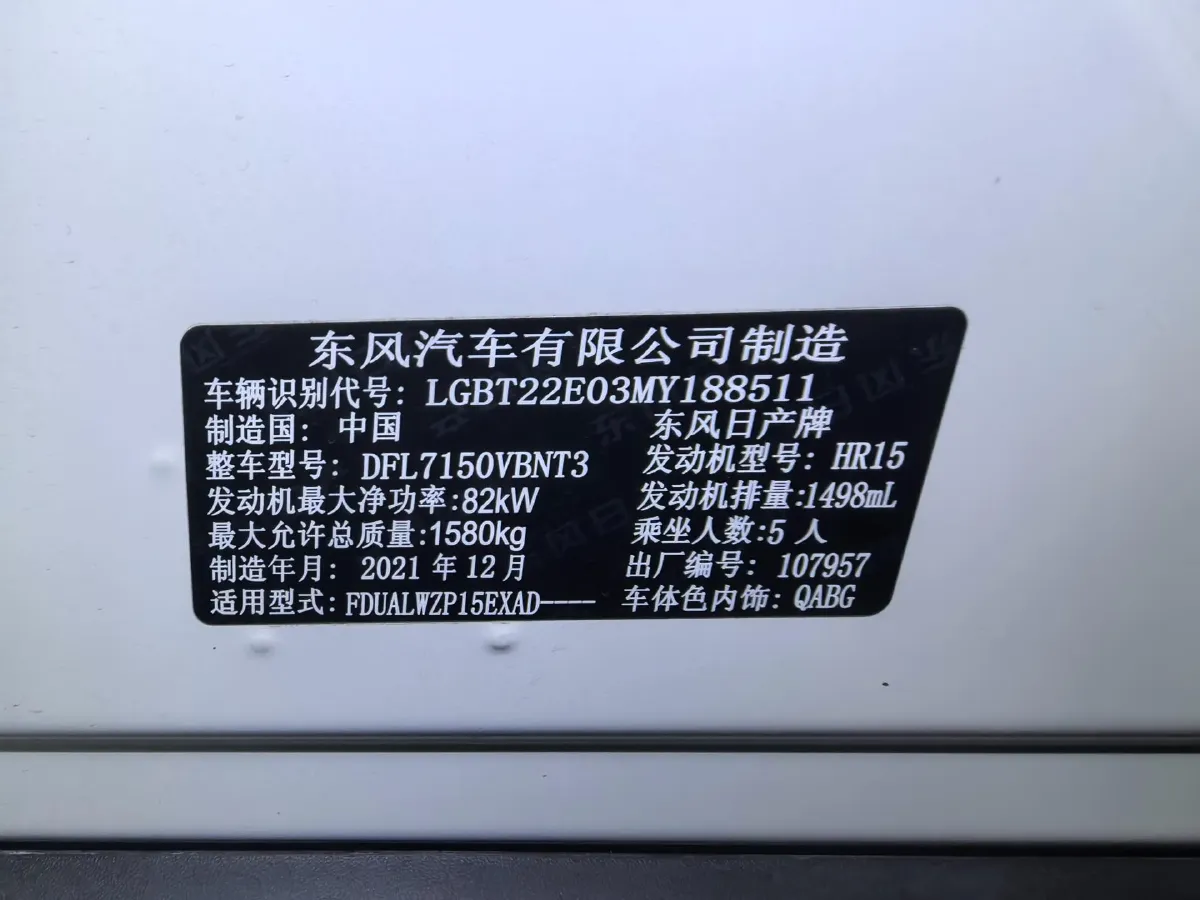 东风汽车有限公司制造
车辆识别代号: LGBT22E03MY188511
制造国: 中国 东风日产牌
整车型号: DFL7150VBNT3 发动机型号: HR15
发动机最大净功率:82kW 发动机排量:1498mL
最大允许总质量:1580kg 乘坐人数:5 人
制造年月: 2021 年 12 月 出厂编号: 107957
适用型式: FDUALWZP15EXAD---- 车体色内饰: QABG